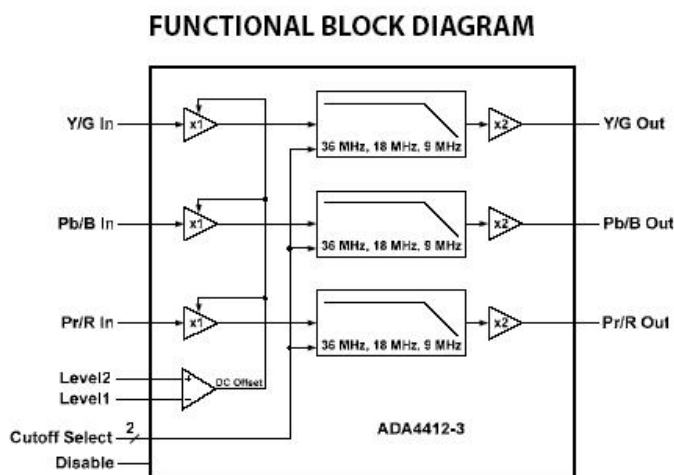 FUNCTIONAL BLOCK DIAGRAM
Y/G In
x1
36 MHz, 18 MHz, 9 MHz
x2
Y/G Out
Pb/B In
x1
36 MHz, 18 MHz, 9 MHz
x2
Pb/B Out
Pr/R In
x1
36 MHz, 18 MHz, 9 MHz
x2
Pr/R Out
Level2
+
DC Offset
Level1
−
Cutoff Select
2
ADA4412-3
Disable